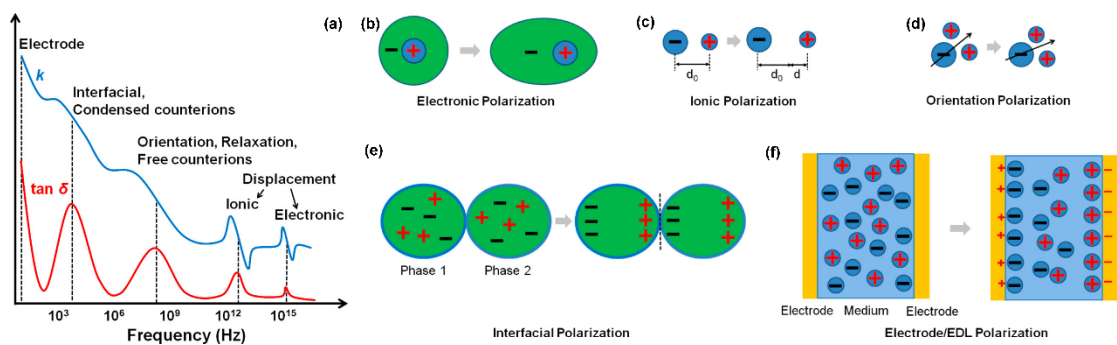 (a)
Electrode
k
Interfacial,
Condensed counterions
Orientation, Relaxation,
Free counterions
Displacement
Ionic
Electronic
tan δ
10³ 10⁶ 10⁹ 10¹² 10¹⁵
Frequency (Hz)
(b)
- + - +
Electronic Polarization
(c)
- + - +
d₀ d₀ d
Ionic Polarization
(d)
+ + - + + -
Orientation Polarization
(e)
Phase 1 Phase 2
Interfacial Polarization
(f)
Electrode Medium Electrode
Electrode/EDL Polarization